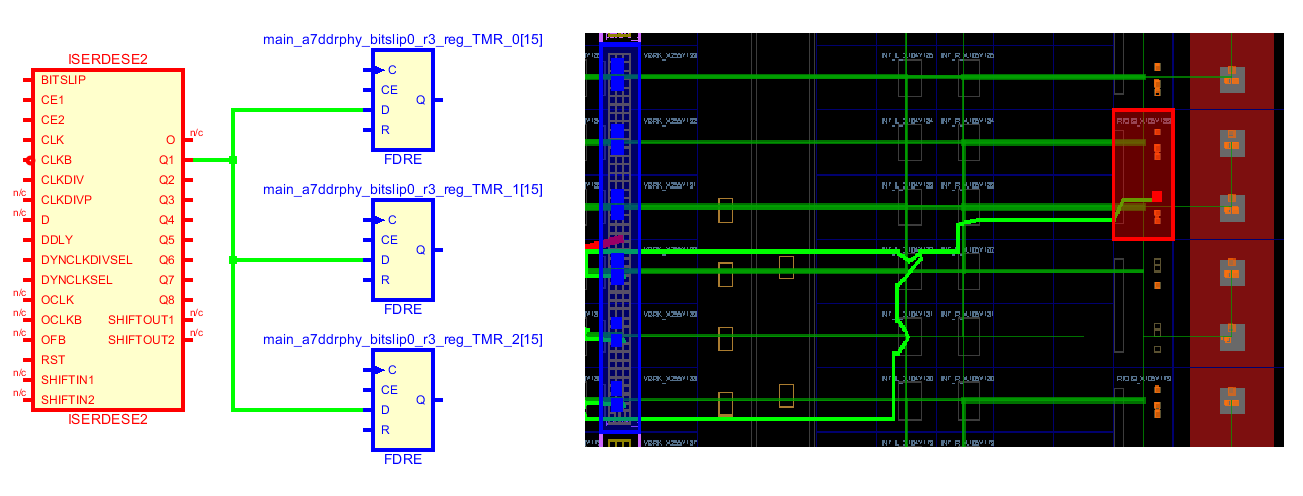 ISERDESE2
BITSLIP
CE1
CE2
CLK
CLKB
CLKDIV
n/c
CLKDIVP
n/c
D
DDLY
DYNCLKDIVSEL
DYNCLKSEL
n/c
OCLK
n/c
OCLKB
n/c
OFB
RST
n/c
SHIFTIN1
n/c
SHIFTIN2
O
n/c
Q1
Q2
Q3
Q4
Q5
Q6
Q7
Q8
SHIFTOUT1
n/c
SHIFTOUT2
n/c
ISERDESE2
main_a7ddrphy_bitslip0_r3_reg_TMR_0[15]
C
CE
D
R
Q
FDRE
main_a7ddrphy_bitslip0_r3_reg_TMR_1[15]
C
CE
D
R
Q
FDRE
main_a7ddrphy_bitslip0_r3_reg_TMR_2[15]
C
CE
D
R
Q
FDRE